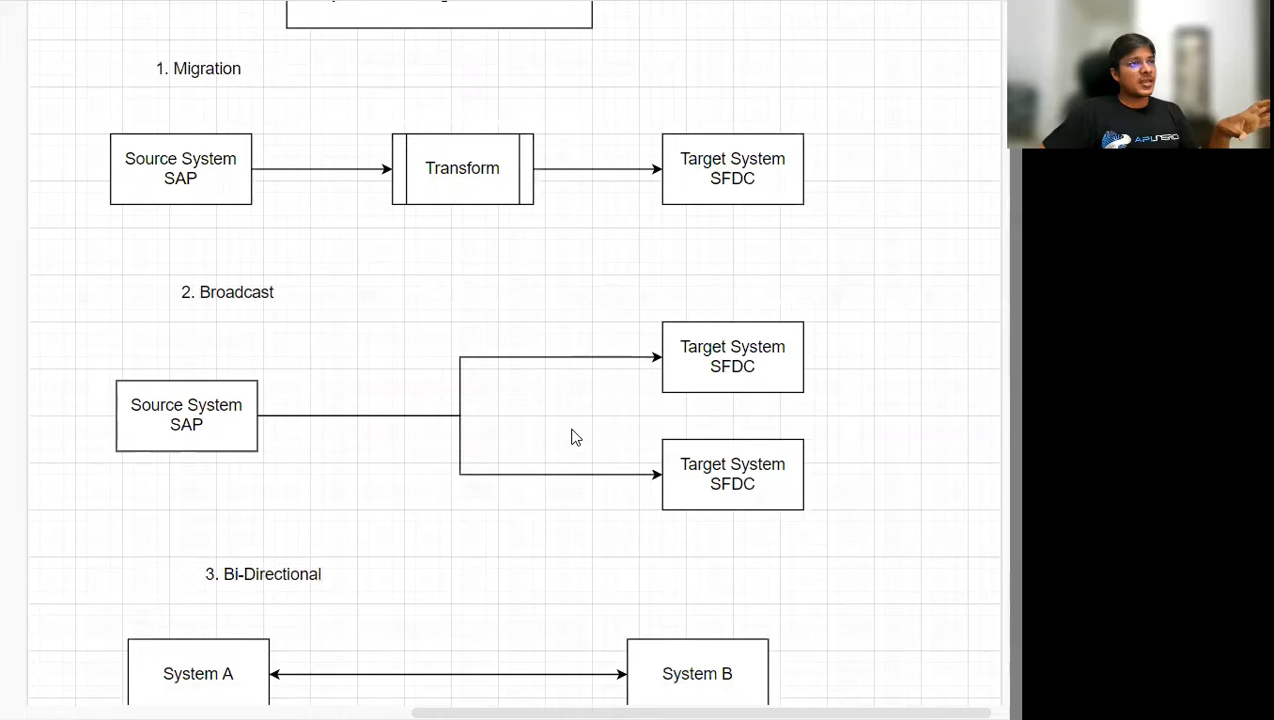 1. Migration
Source System
SAP
Transform
Target System
SFDC
2. Broadcast
Source System
SAP
Target System
SFDC
Target System
SFDC
3. Bi-Directional
System A
System B